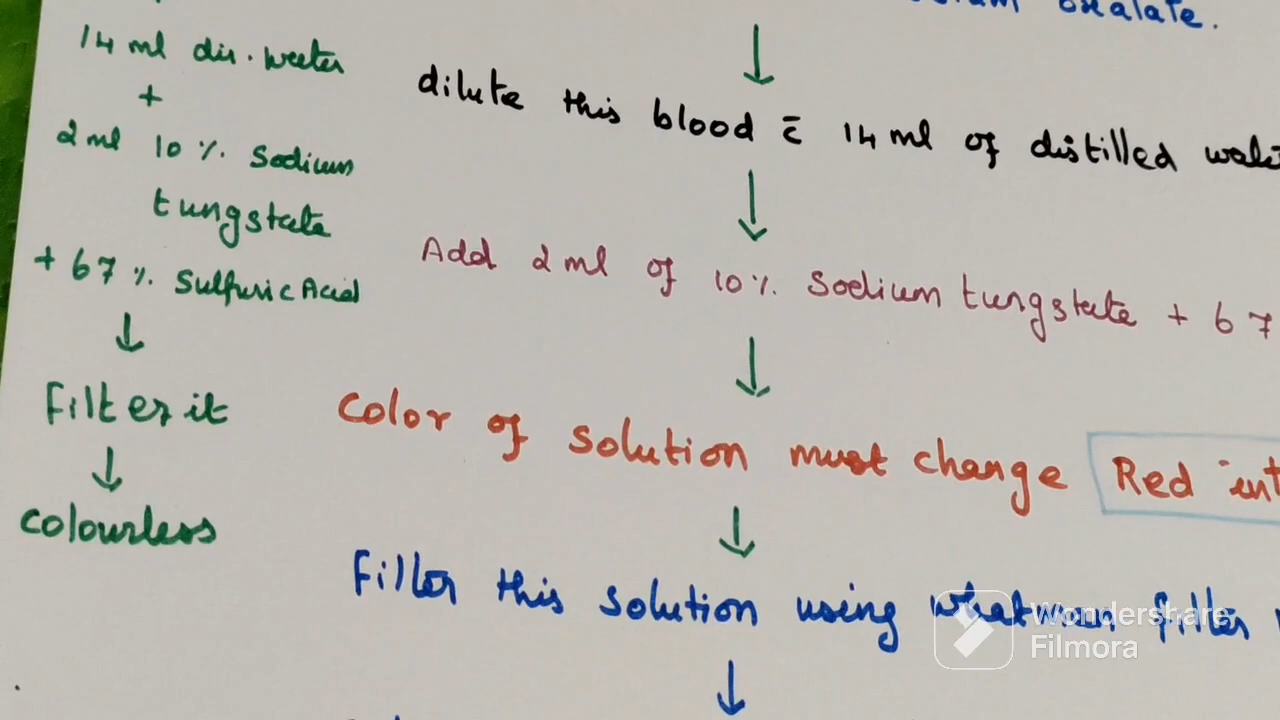 14 ml dis. water
+
2 ml 10 % Sodium
tungstate
+ 67 % Sulfuric Acid
↓
Filter it
↓
colourless
oxalate.
↓
dilute this blood c̄ 14 ml of distilled
↓
Add 2 ml of 10% Sodium tungstate + 67
↓
Color of solution must change Red int
↓
Filter this solution using whatman filter
↓
Wondershare
Filmora